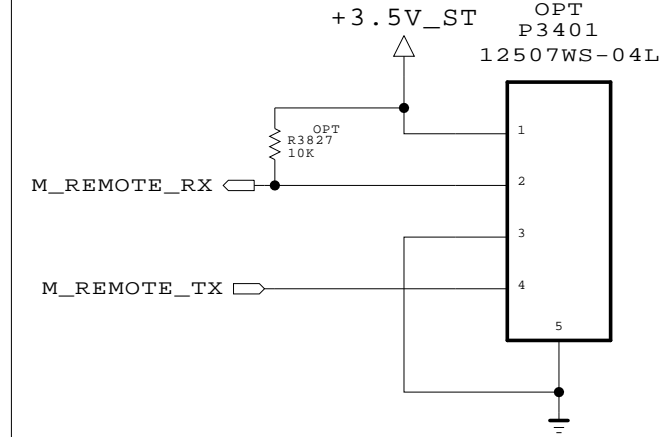 +3.5V_ST
OPT
P3401
12507WS-04L
OPT
R3827
10K
1
M_REMOTE_RX
2
3
M_REMOTE_TX
4
5